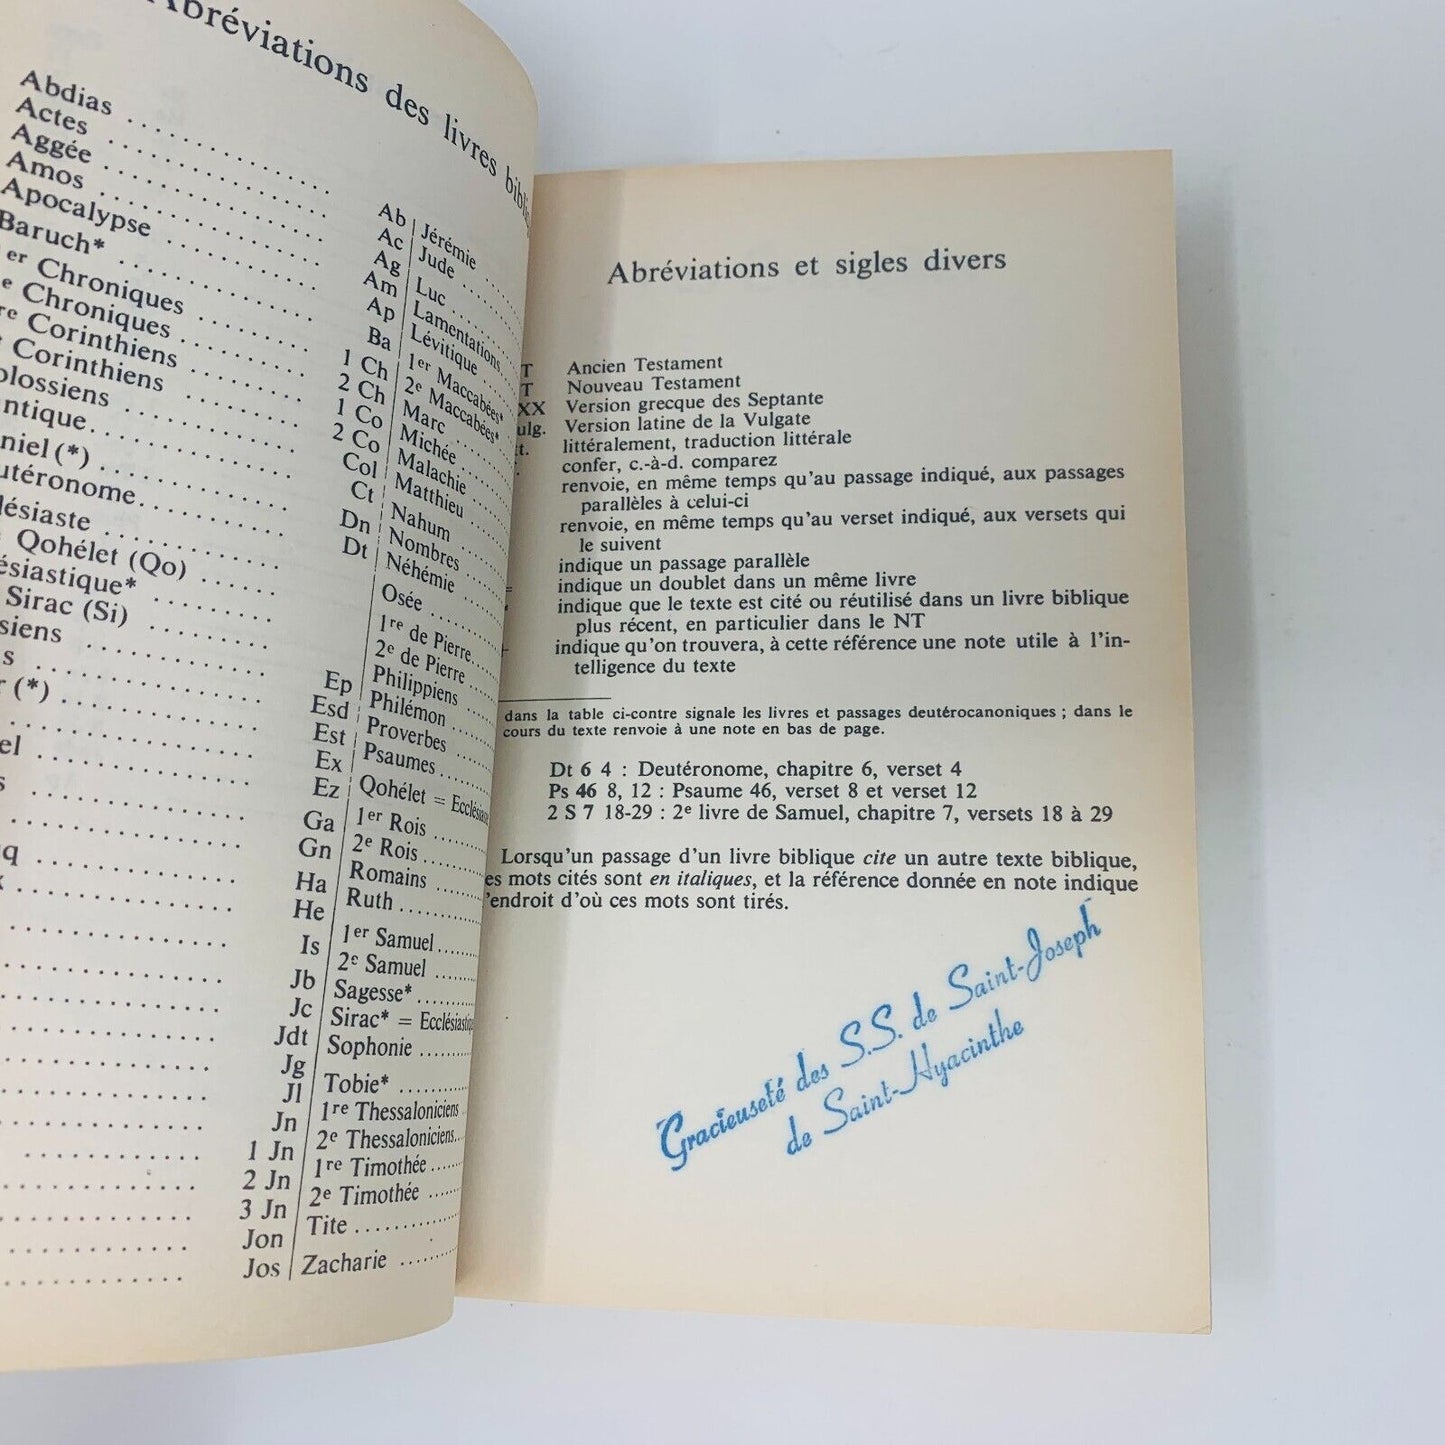 Abréviations des livres
Abdias
Actes
Aggée
Amos
Apocalypse
Baruch*
er Chroniques
e Chroniques
re Corinthiens
Corinthiens
(*)
Qohélet (Qo)
Sirac (Si)
(*)
Ab
Ac
Ag
Am
Ap
Ba
1 Ch
2 Ch
1 Co
2 Co
Col
Ct
Dn
Dt
Ep
Esd
Est
Ex
Ez
Ga
Gn
Ha
He
Is
Jb
Jc
Jdt
Jg
Jl
Jn
1 Jn
2 Jn
3 Jn
Jon
Jos
Jérémie
Jude
Luc
Lamentations
Lévitique
1er Maccabées*
2e Maccabées*
Marc
Michée
Malachie
Matthieu
Nahum
Nombres
Néhémie
Osée
1re de Pierre
2e de Pierre
Philippiens
Philémon
Proverbes
Psaumes
Qohélet =
1er Rois
2e Rois
Romains
Ruth
1er Samuel
2e Samuel
Sagesse*
Sirac* =
Sophonie
Tobie*
1re Thessaloniciens
2e Thessaloniciens
1re Timothée
2e Timothée
Tite
Zacharie
Abréviations et sigles divers
Ancien Testament
Nouveau Testament
Version grecque des Septante
Version latine de la Vulgate
littéralement, traduction littérale
confer, c.-à-d. comparez
renvoie, en même temps qu'au passage indiqué, aux passages
parallèles à celui-ci
renvoie, en même temps qu'au verset indiqué, aux versets qui
le suivent
indique un passage parallèle
= indique un doublet dans un même livre
indique que le texte est cité ou réutilisé dans un livre biblique
plus récent, en particulier dans le NT
indique qu'on trouvera, à cette référence une note utile à l'in-
telligence du texte
dans la table ci-contre signale les livres et passages deutérocanoniques ; dans le
cours du texte renvoie à une note en bas de page.
Dt 6 4 : Deutéronome, chapitre 6, verset 4
Ps 46 8, 12 : Psaume 46, verset 8 et verset 12
2 S 7 18-29 : 2e livre de Samuel, chapitre 7, versets 18 à 29
Lorsqu'un passage d'un livre biblique cite un autre texte biblique,
es mots cités sont en italiques, et la référence donnée en note indique
'endroit d'où ces mots sont tirés.
Gracieuseté des S.S. de Saint-Joseph
de Saint-Hyacinthe